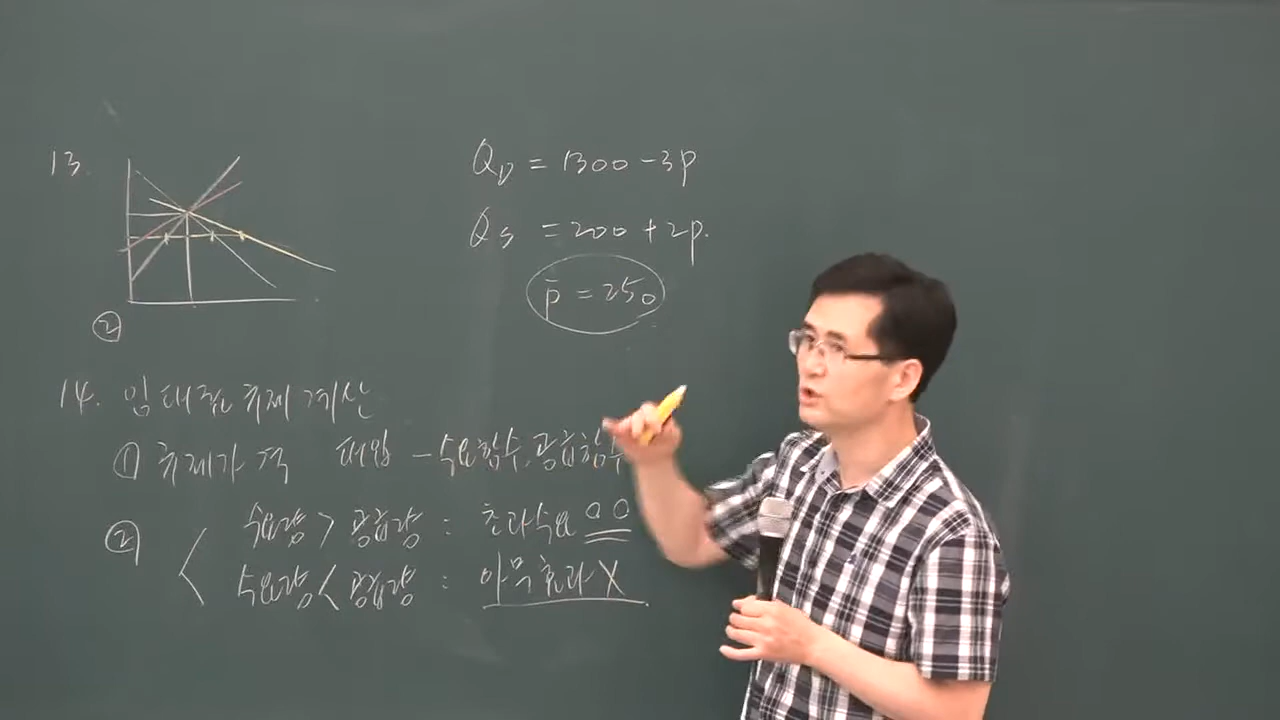 13.
②
Q_D = 1300 - 3p
Q_S = 200 + 2p.
p̄ = 250
14. 임대료 규제 계산
① 규제가격 대입 - 수요함수, 공급함수
② < 수요량 > 공급량 : 초과수요 ○○
수요량 < 공급량 : 아무 효과 X